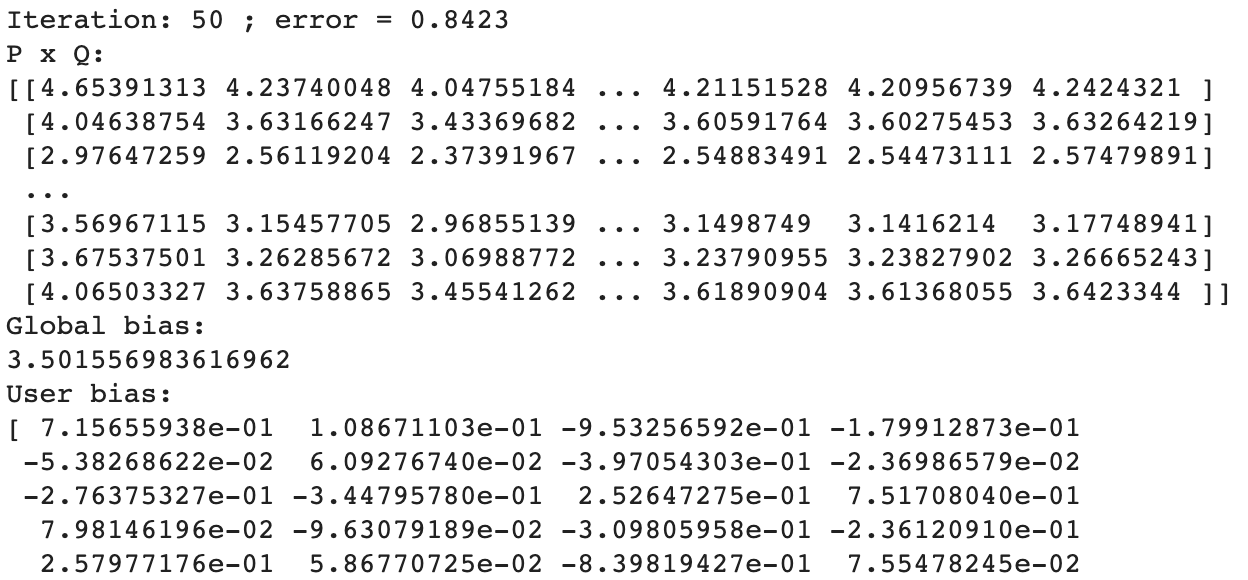 Iteration: 50 ; error = 0.8423
P x Q:
[[4.65391313 4.23740048 4.04755184 ... 4.21151528 4.20956739 4.2424321 ]
 [4.04638754 3.63166247 3.43369682 ... 3.60591764 3.60275453 3.63264219]
 [2.97647259 2.56119204 2.37391967 ... 2.54883491 2.54473111 2.57479891]
 ...
 [3.56967115 3.15457705 2.96855139 ... 3.1498749  3.1416214  3.17748941]
 [3.67537501 3.26285672 3.06988772 ... 3.23790955 3.23827902 3.26665243]
 [4.06503327 3.63758865 3.45541262 ... 3.61890904 3.61368055 3.6423344 ]]
Global bias:
3.501556983616962
User bias:
[ 7.15655938e-01  1.08671103e-01 -9.53256592e-01 -1.79912873e-01
 -5.38268622e-02  6.09276740e-02 -3.97054303e-01 -2.36986579e-02
 -2.76375327e-01 -3.44795780e-01  2.52647275e-01  7.51708040e-01
  7.98146196e-02 -9.63079189e-02 -3.09805958e-01 -2.36120910e-01
  2.57977176e-01  5.86770725e-02 -8.39819427e-01  7.55478245e-02